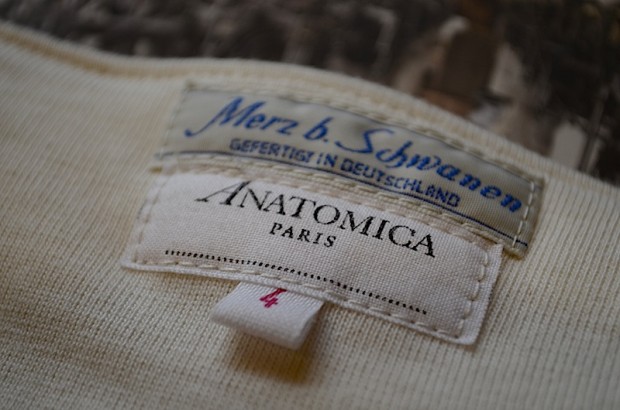 Merz b. Schwanen
GEFERTIGT IN DEUTSCHLAND
ANATOMICA
PARIS
4